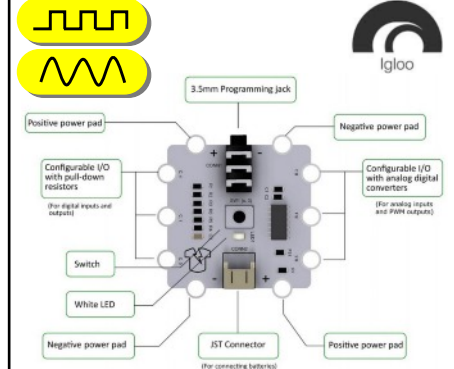 Igloo
3.5mm Programming jack
Positive power pad
Negative power pad
Configurable I/O
with pull-down
resistors
(For digital inputs and
outputs)
Configurable I/O
with analog digital
converters
(For analog inputs
and PWM outputs)
+
-
Switch
White LED
-
+
Negative power pad
JST Connector
(For connecting batteries)
Positive power pad